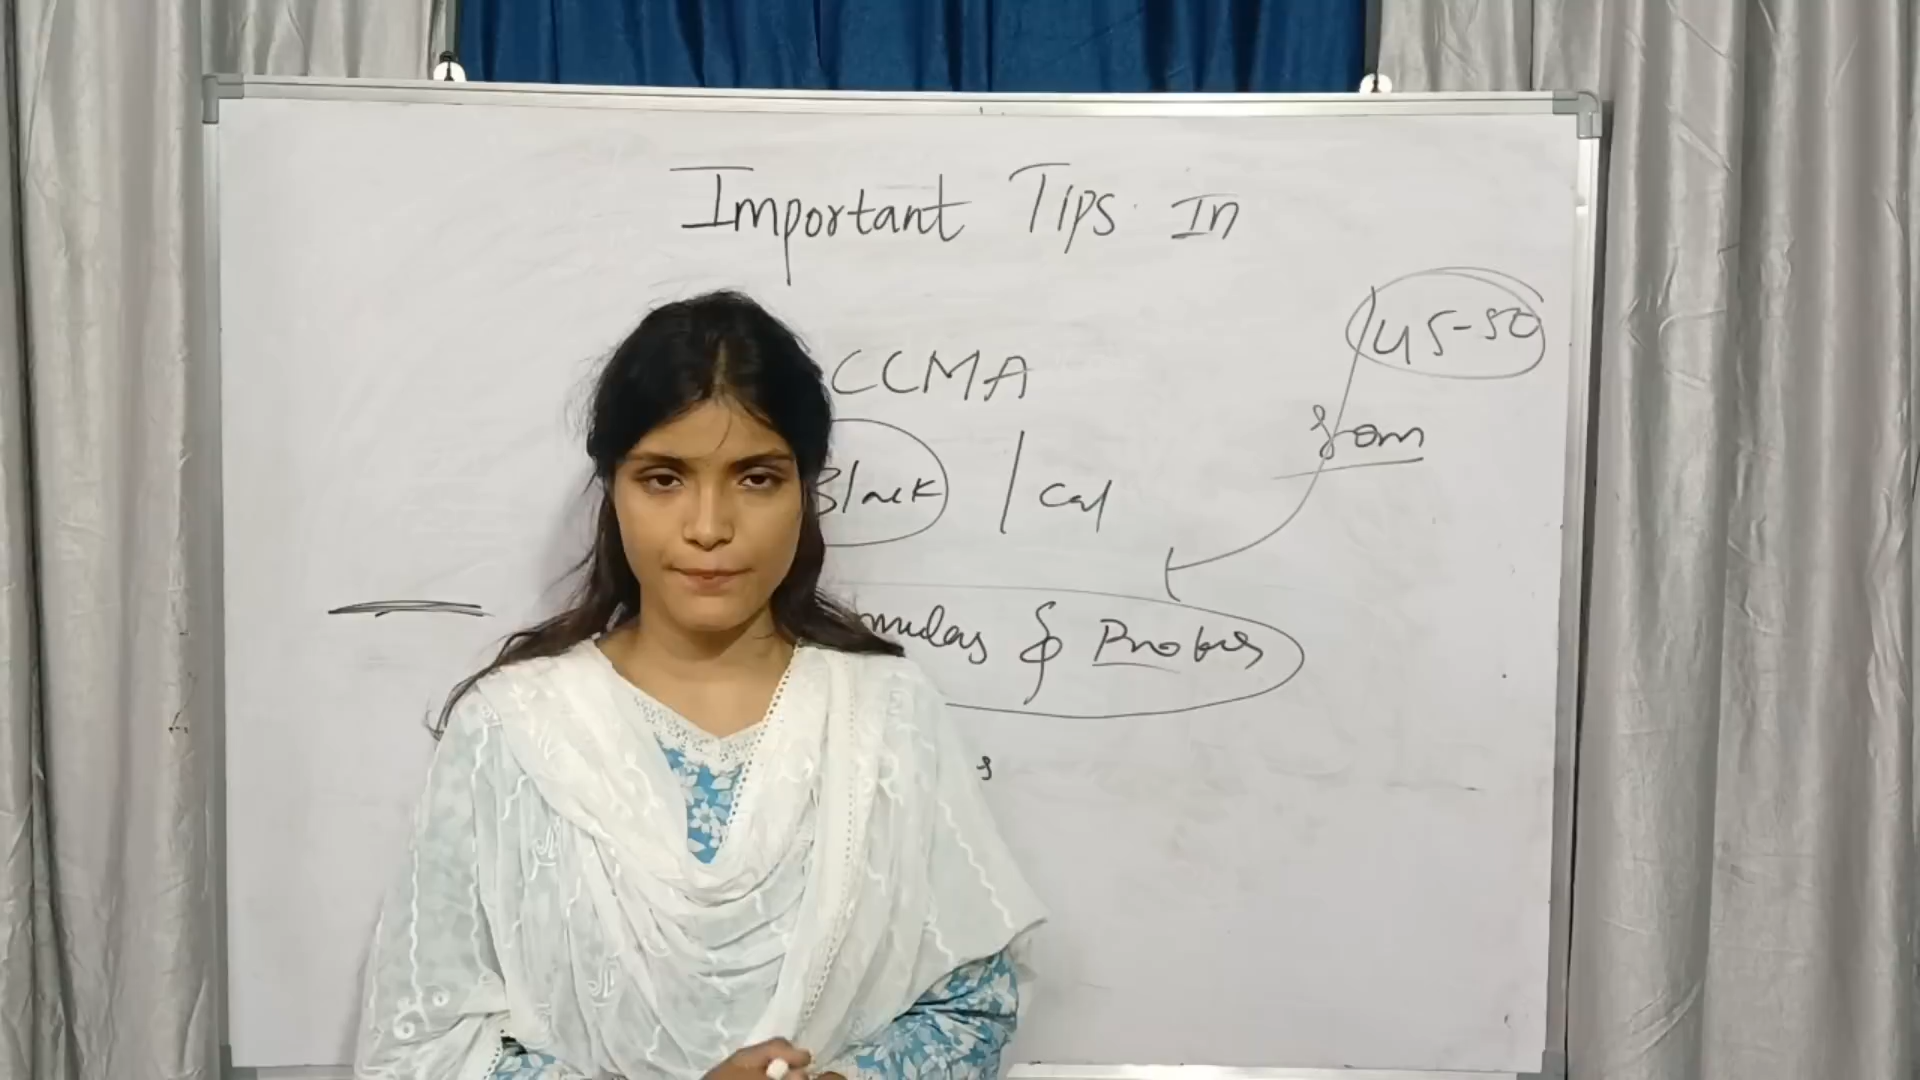 Important Tips In
CCMA
45-50
from
Black / Cal
mulas & Probes